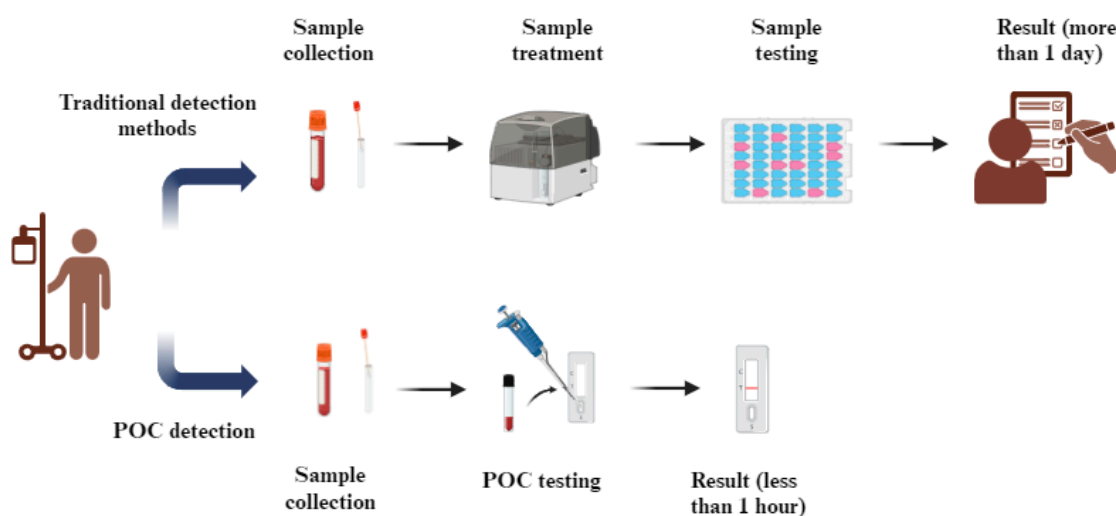 Sample
collection
Sample
treatment
Sample
testing
Result (more
than 1 day)
Traditional detection
methods
POC detection
Sample
collection
POC testing
Result (less
than 1 hour)
C
T
S